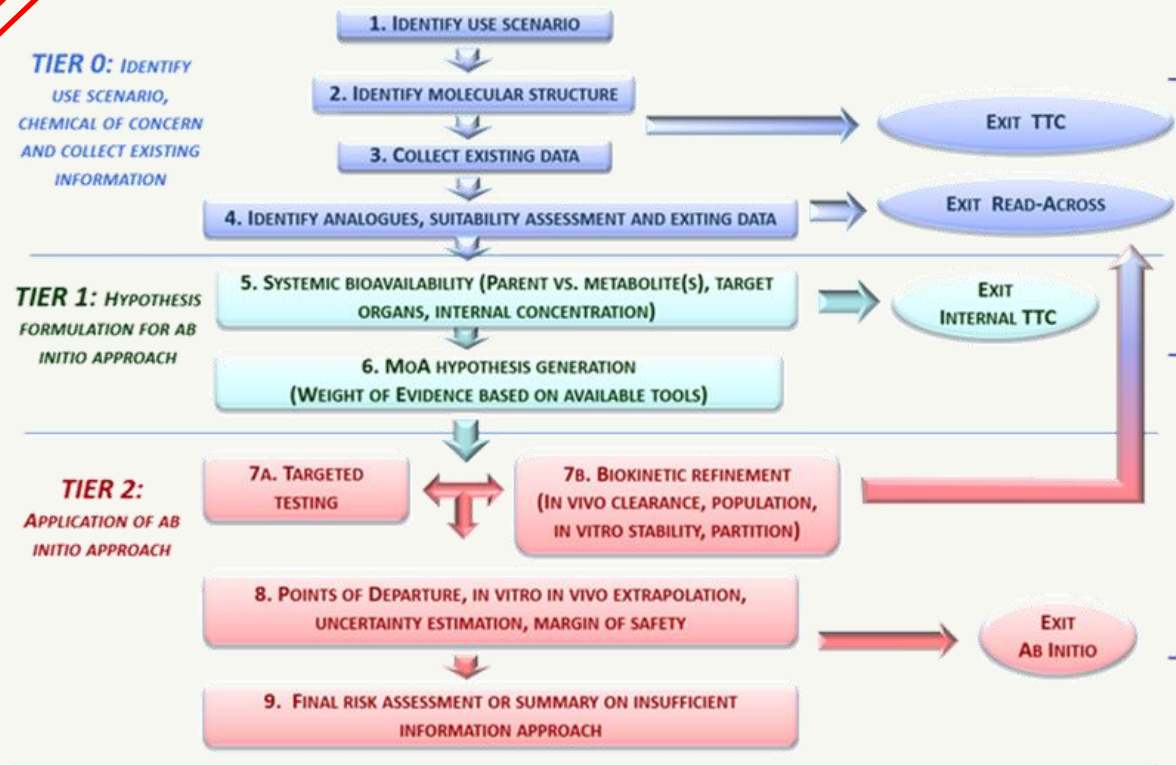 1. IDENTIFY USE SCENARIO
TIER 0: IDENTIFY
USE SCENARIO,
CHEMICAL OF CONCERN
AND COLLECT EXISTING
INFORMATION
2. IDENTIFY MOLECULAR STRUCTURE
EXIT TTC
3. COLLECT EXISTING DATA
4. IDENTIFY ANALOGUES, SUITABILITY ASSESSMENT AND EXITING DATA
EXIT READ-ACROSS
TIER 1: HYPOTHESIS
FORMULATION FOR AB
INITIO APPROACH
5. SYSTEMIC BIOAVAILABILITY (PARENT VS. METABOLITE(S), TARGET
ORGANS, INTERNAL CONCENTRATION)
EXIT
INTERNAL TTC
6. MOA HYPOTHESIS GENERATION
(WEIGHT OF EVIDENCE BASED ON AVAILABLE TOOLS)
TIER 2:
APPLICATION OF AB
INITIO APPROACH
7A. TARGETED
TESTING
7B. BIOKINETIC REFINEMENT
(IN VIVO CLEARANCE, POPULATION,
IN VITRO STABILITY, PARTITION)
8. POINTS OF DEPARTURE, IN VITRO IN VIVO EXTRAPOLATION,
UNCERTAINTY ESTIMATION, MARGIN OF SAFETY
EXIT
AB INITIO
9. FINAL RISK ASSESSMENT OR SUMMARY ON INSUFFICIENT
INFORMATION APPROACH